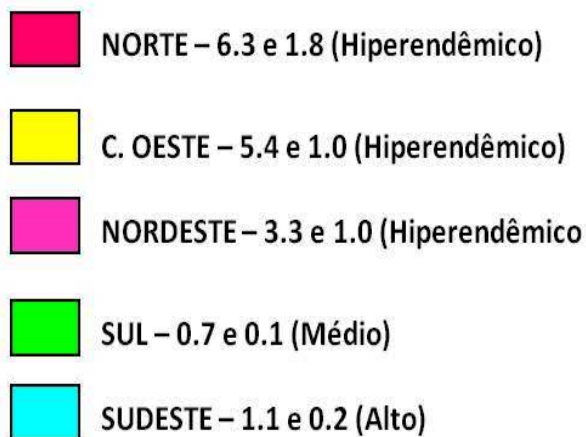 NORTE – 6.3 e 1.8 (Hiperendêmico)
C. OESTE – 5.4 e 1.0 (Hiperendêmico)
NORDESTE – 3.3 e 1.0 (Hiperendêmico
SUL – 0.7 e 0.1 (Médio)
SUDESTE – 1.1 e 0.2 (Alto)